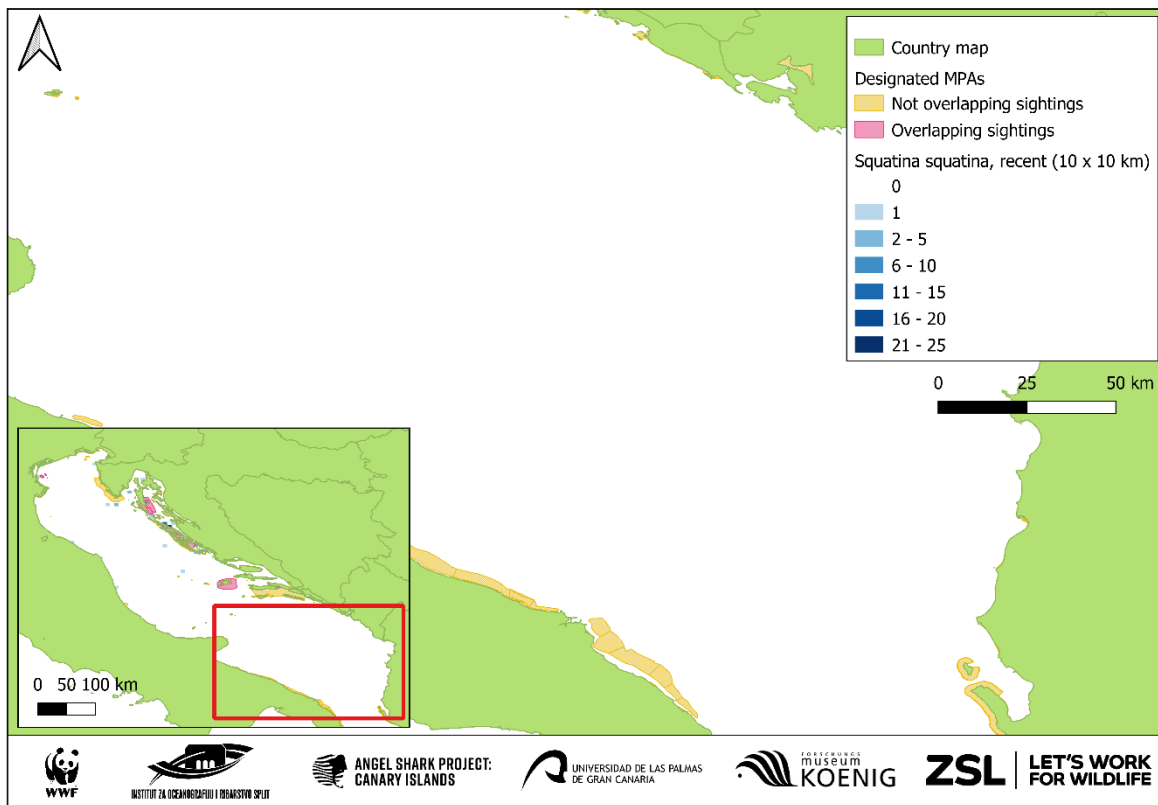 Country map
Designated MPAs
Not overlapping sightings
Overlapping sightings
Squatina squatina, recent (10 x 10 km)
0
1
2 - 5
6 - 10
11 - 15
16 - 20
21 - 25
0 25 50 km
0 50 100 km
WWF
INSTITUT ZA OCEANOGRAFIJU I RIBARSTVO SPLIT
ANGEL SHARK PROJECT:
CANARY ISLANDS
UNIVERSIDAD DE LAS PALMAS
DE GRAN CANARIA
FORSCHUNGS
museum
KOENIG
ZSL
LET'S WORK
FOR WILDLIFE